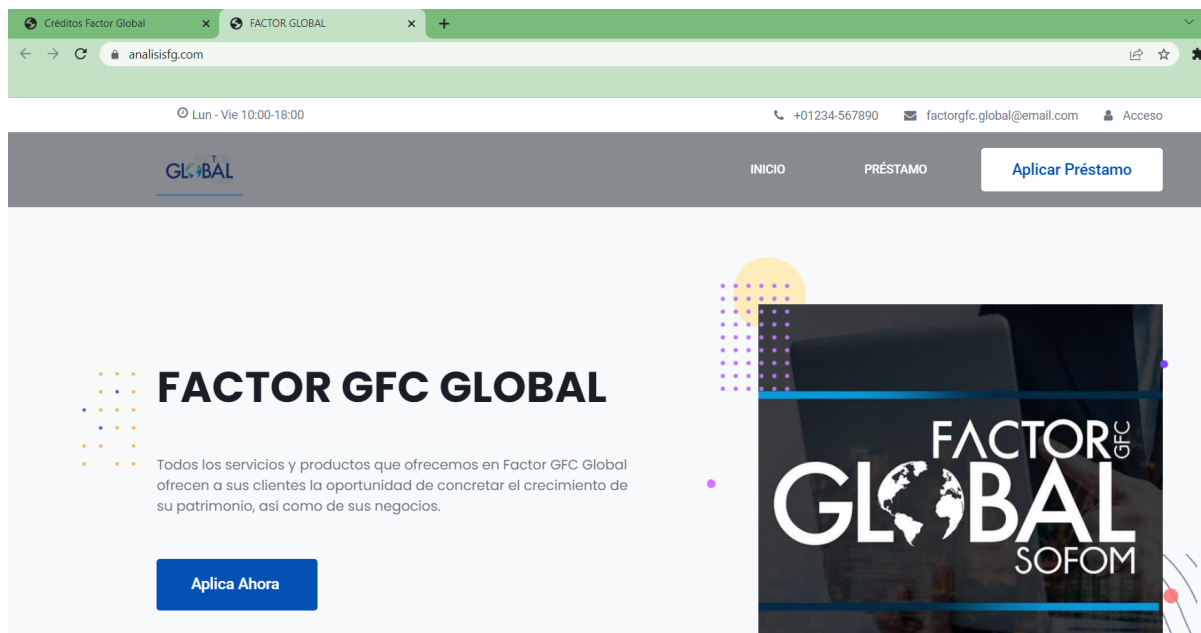 Créditos Factor Global
FACTOR GLOBAL
analisisfg.com
Lun - Vie 10:00-18:00
+01234-567890
factorgfc.global@email.com
Acceso
FACTOR
GLOBAL
INICIO
PRÉSTAMO
Aplicar Préstamo
FACTOR GFC GLOBAL
Todos los servicios y productos que ofrecemos en Factor GFC Global
ofrecen a sus clientes la oportunidad de concretar el crecimiento de
su patrimonio, así como de sus negocios.
Aplica Ahora
FACTOR GFC
GLOBAL
SOFOM